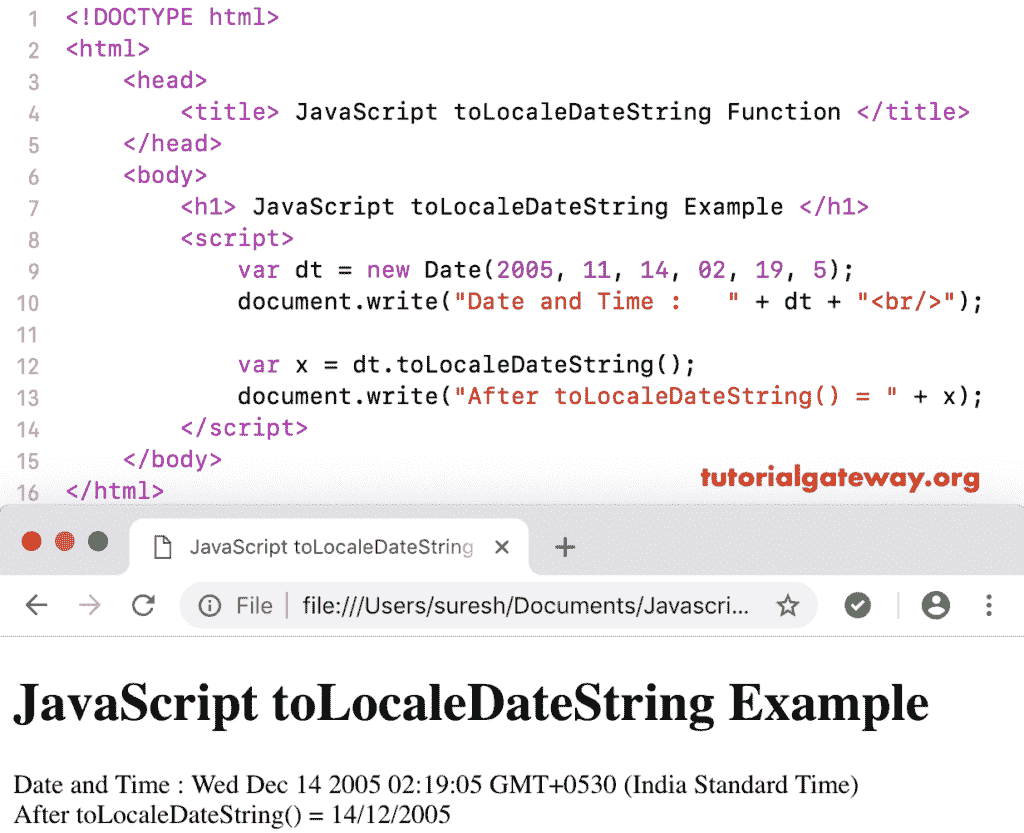 1 <!DOCTYPE html>
2 <html>
3 <head>
4 <title> JavaScript toLocaleDateString Function </title>
5 </head>
6 <body>
7 <h1> JavaScript toLocaleDateString Example </h1>
8 <script>
9 var dt = new Date(2005, 11, 14, 02, 19, 5);
10 document.write("Date and Time :   " + dt + "<br/>");
11
12 var x = dt.toLocaleDateString();
13 document.write("After toLocaleDateString() = " + x);
14 </script>
15 </body>
16 </html>
tutorialgateway.org
JavaScript toLocaleDateString
File file:///Users/suresh/Documents/Javascri...
JavaScript toLocaleDateString Example
Date and Time : Wed Dec 14 2005 02:19:05 GMT+0530 (India Standard Time)
After toLocaleDateString() = 14/12/2005